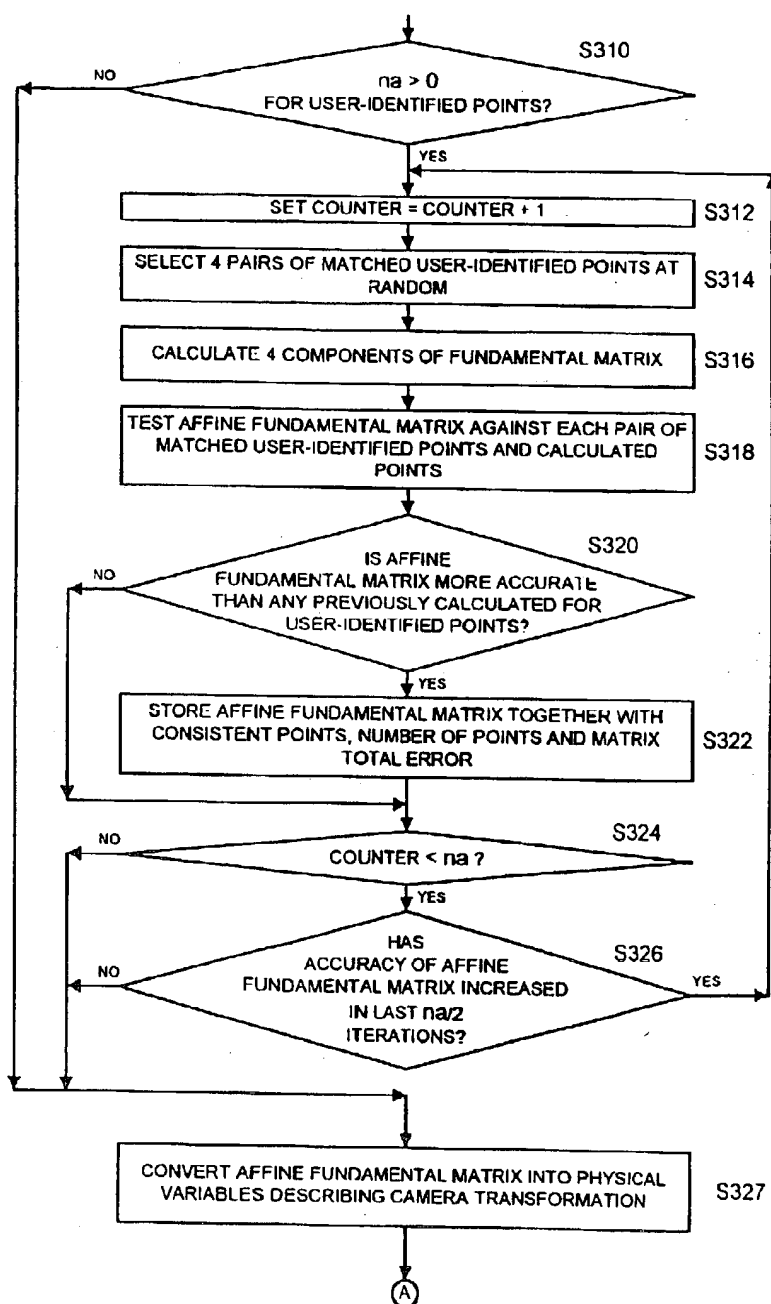 S310
NO
na > 0
FOR USER-IDENTIFIED POINTS?
YES
SET COUNTER = COUNTER + 1
S312
SELECT 4 PAIRS OF MATCHED USER-IDENTIFIED POINTS AT
RANDOM
S314
CALCULATE 4 COMPONENTS OF FUNDAMENTAL MATRIX
S316
TEST AFFINE FUNDAMENTAL MATRIX AGAINST EACH PAIR OF
MATCHED USER-IDENTIFIED POINTS AND CALCULATED
POINTS
S318
S320
IS AFFINE
NO
FUNDAMENTAL MATRIX MORE ACCURATE
THAN ANY PREVIOUSLY CALCULATED FOR
USER-IDENTIFIED POINTS?
YES
STORE AFFINE FUNDAMENTAL MATRIX TOGETHER WITH
CONSISTENT POINTS, NUMBER OF POINTS AND MATRIX
TOTAL ERROR
S322
S324
NO
COUNTER < na ?
YES
S326
HAS
ACCURACY OF AFFINE
NO
FUNDAMENTAL MATRIX INCREASED
YES
IN LAST na/2
ITERATIONS?
CONVERT AFFINE FUNDAMENTAL MATRIX INTO PHYSICAL
VARIABLES DESCRIBING CAMERA TRANSFORMATION
S327
A